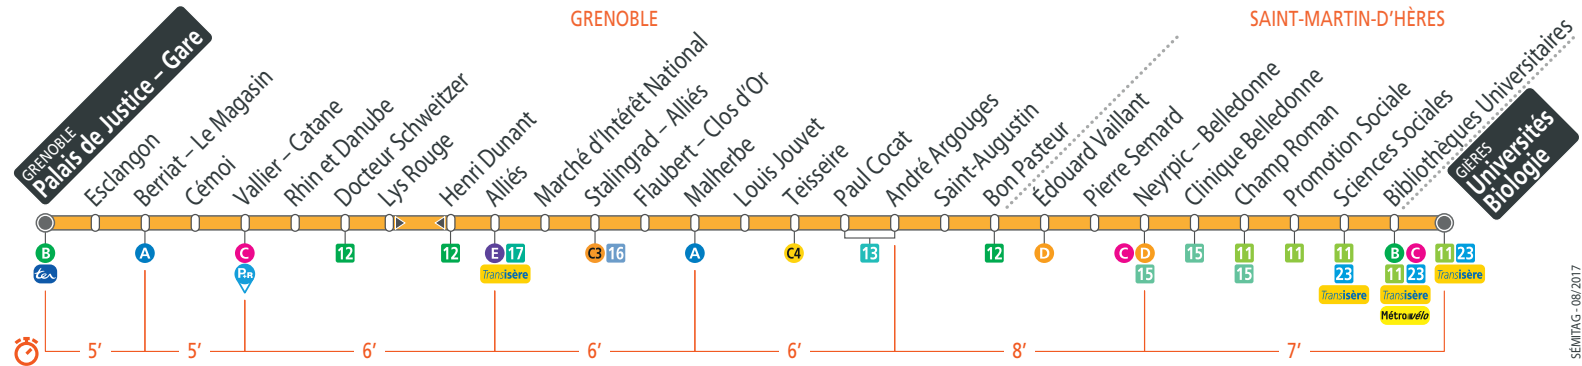 GRENOBLE
SAINT-MARTIN-D’HÈRES
GRENOBLE
Palais de Justice – Gare
Esclangon
Berriat – Le Magasin
Cémoi
Vallier – Catane
Rhin et Danube
Docteur Schweitzer
Lys Rouge
Henri Dunant
Alliés
Marché d’Intérêt National
Stalingrad – Alliés
Flaubert – Clos d’Or
Malherbe
Louis Jouvet
Teisseire
Paul Cocat
André Argouges
Saint-Augustin
Bon Pasteur
Edouard Vaillant
Pierre Semard
Neyrpic – Belledonne
Clinique Belledonne
Champ Roman
Promotion Sociale
Sciences Sociales
Bibliothèques Universitaires
GIÈRES
Universités
Biologie
B A C 12 12 E 17 C3 16 A C4 13 12 D C D 15 11 11 11 B C 11 23
ter P+R Transisère 15 15 23 11 23 Transisère
Transisère Transisère
Métrovélo
5’ 5’ 6’ 6’ 6’ 8’ 7’
SÉMITAG - 08/2017